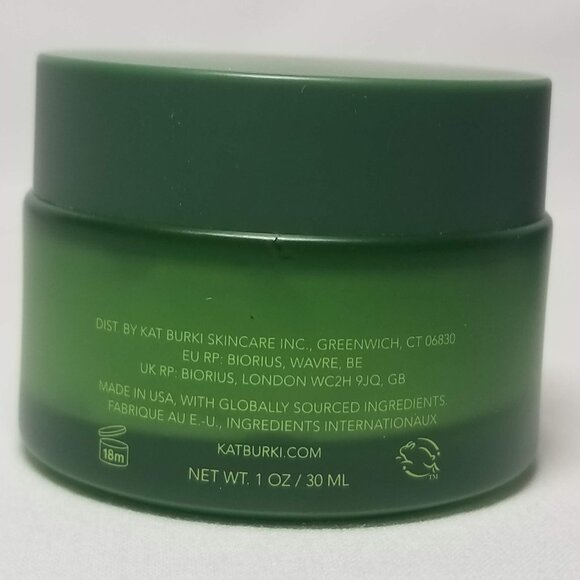 DIST. BY KAT BURKI SKINCARE INC., GREENWICH, CT 06830
EU RP: BIORIUS, WAVRE, BE
UK RP: BIORIUS, LONDON WC2H 9JQ, GB
MADE IN USA, WITH GLOBALLY SOURCED INGREDIENTS.
FABRIQUE AU E.-U., INGREDIENTS INTERNATIONAUX
KATBURKI.COM
18m
TM
NET WT. 1 OZ / 30 ML